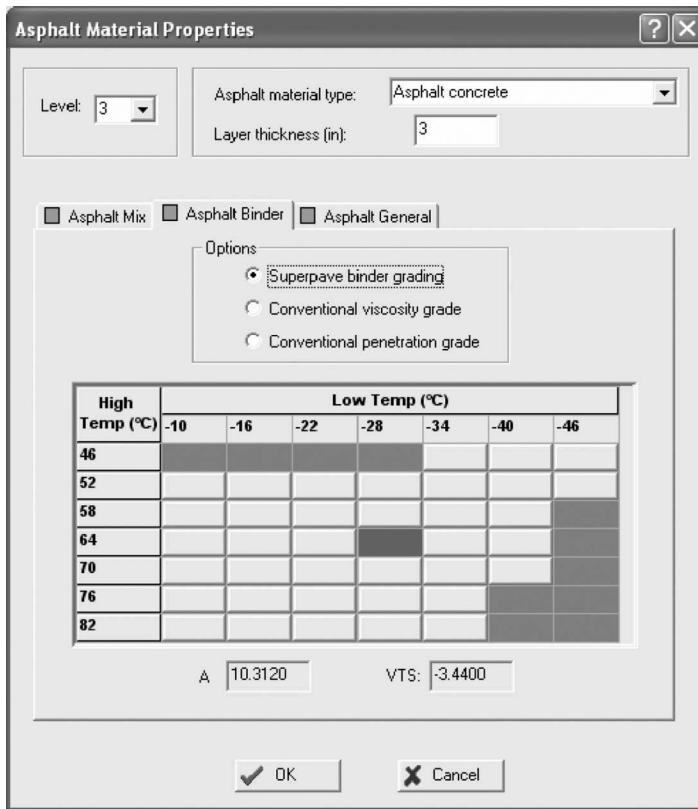 Asphalt Material Properties
Level: 3
Asphalt material type: Asphalt concrete
Layer thickness (in): 3
Asphalt Mix Asphalt Binder Asphalt General
Options
Superpave binder grading
Conventional viscosity grade
Conventional penetration grade
High Temp (ºC) Low Temp (ºC)
-10 -16 -22 -28 -34 -40 -46
46
52
58
64
70
76
82
A 10.3120 VTS: -3.4400
OK Cancel